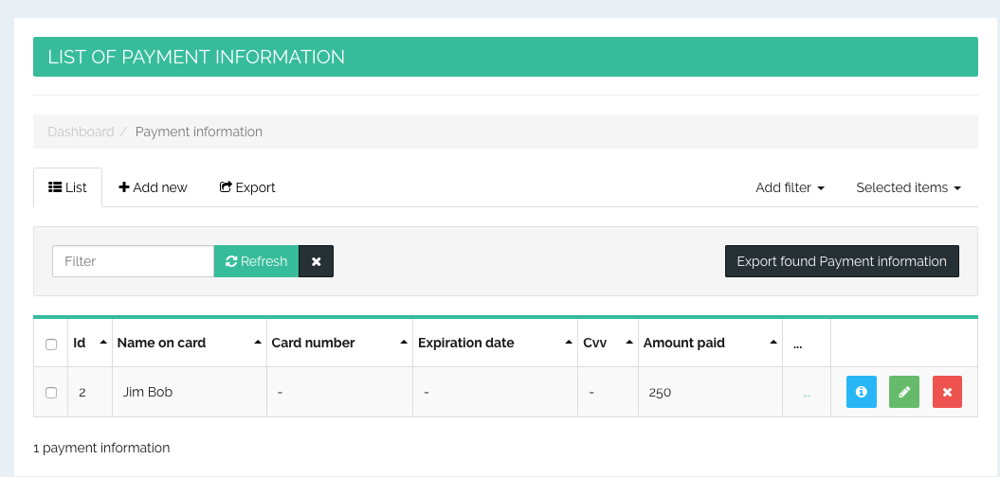 LIST OF PAYMENT INFORMATION
Dashboard / Payment information
List Add new Export Add filter Selected items
Filter Refresh Export found Payment information
Id Name on card Card number Expiration date Cvv Amount paid ...
2 Jim Bob - - - 250 ...
1 payment information